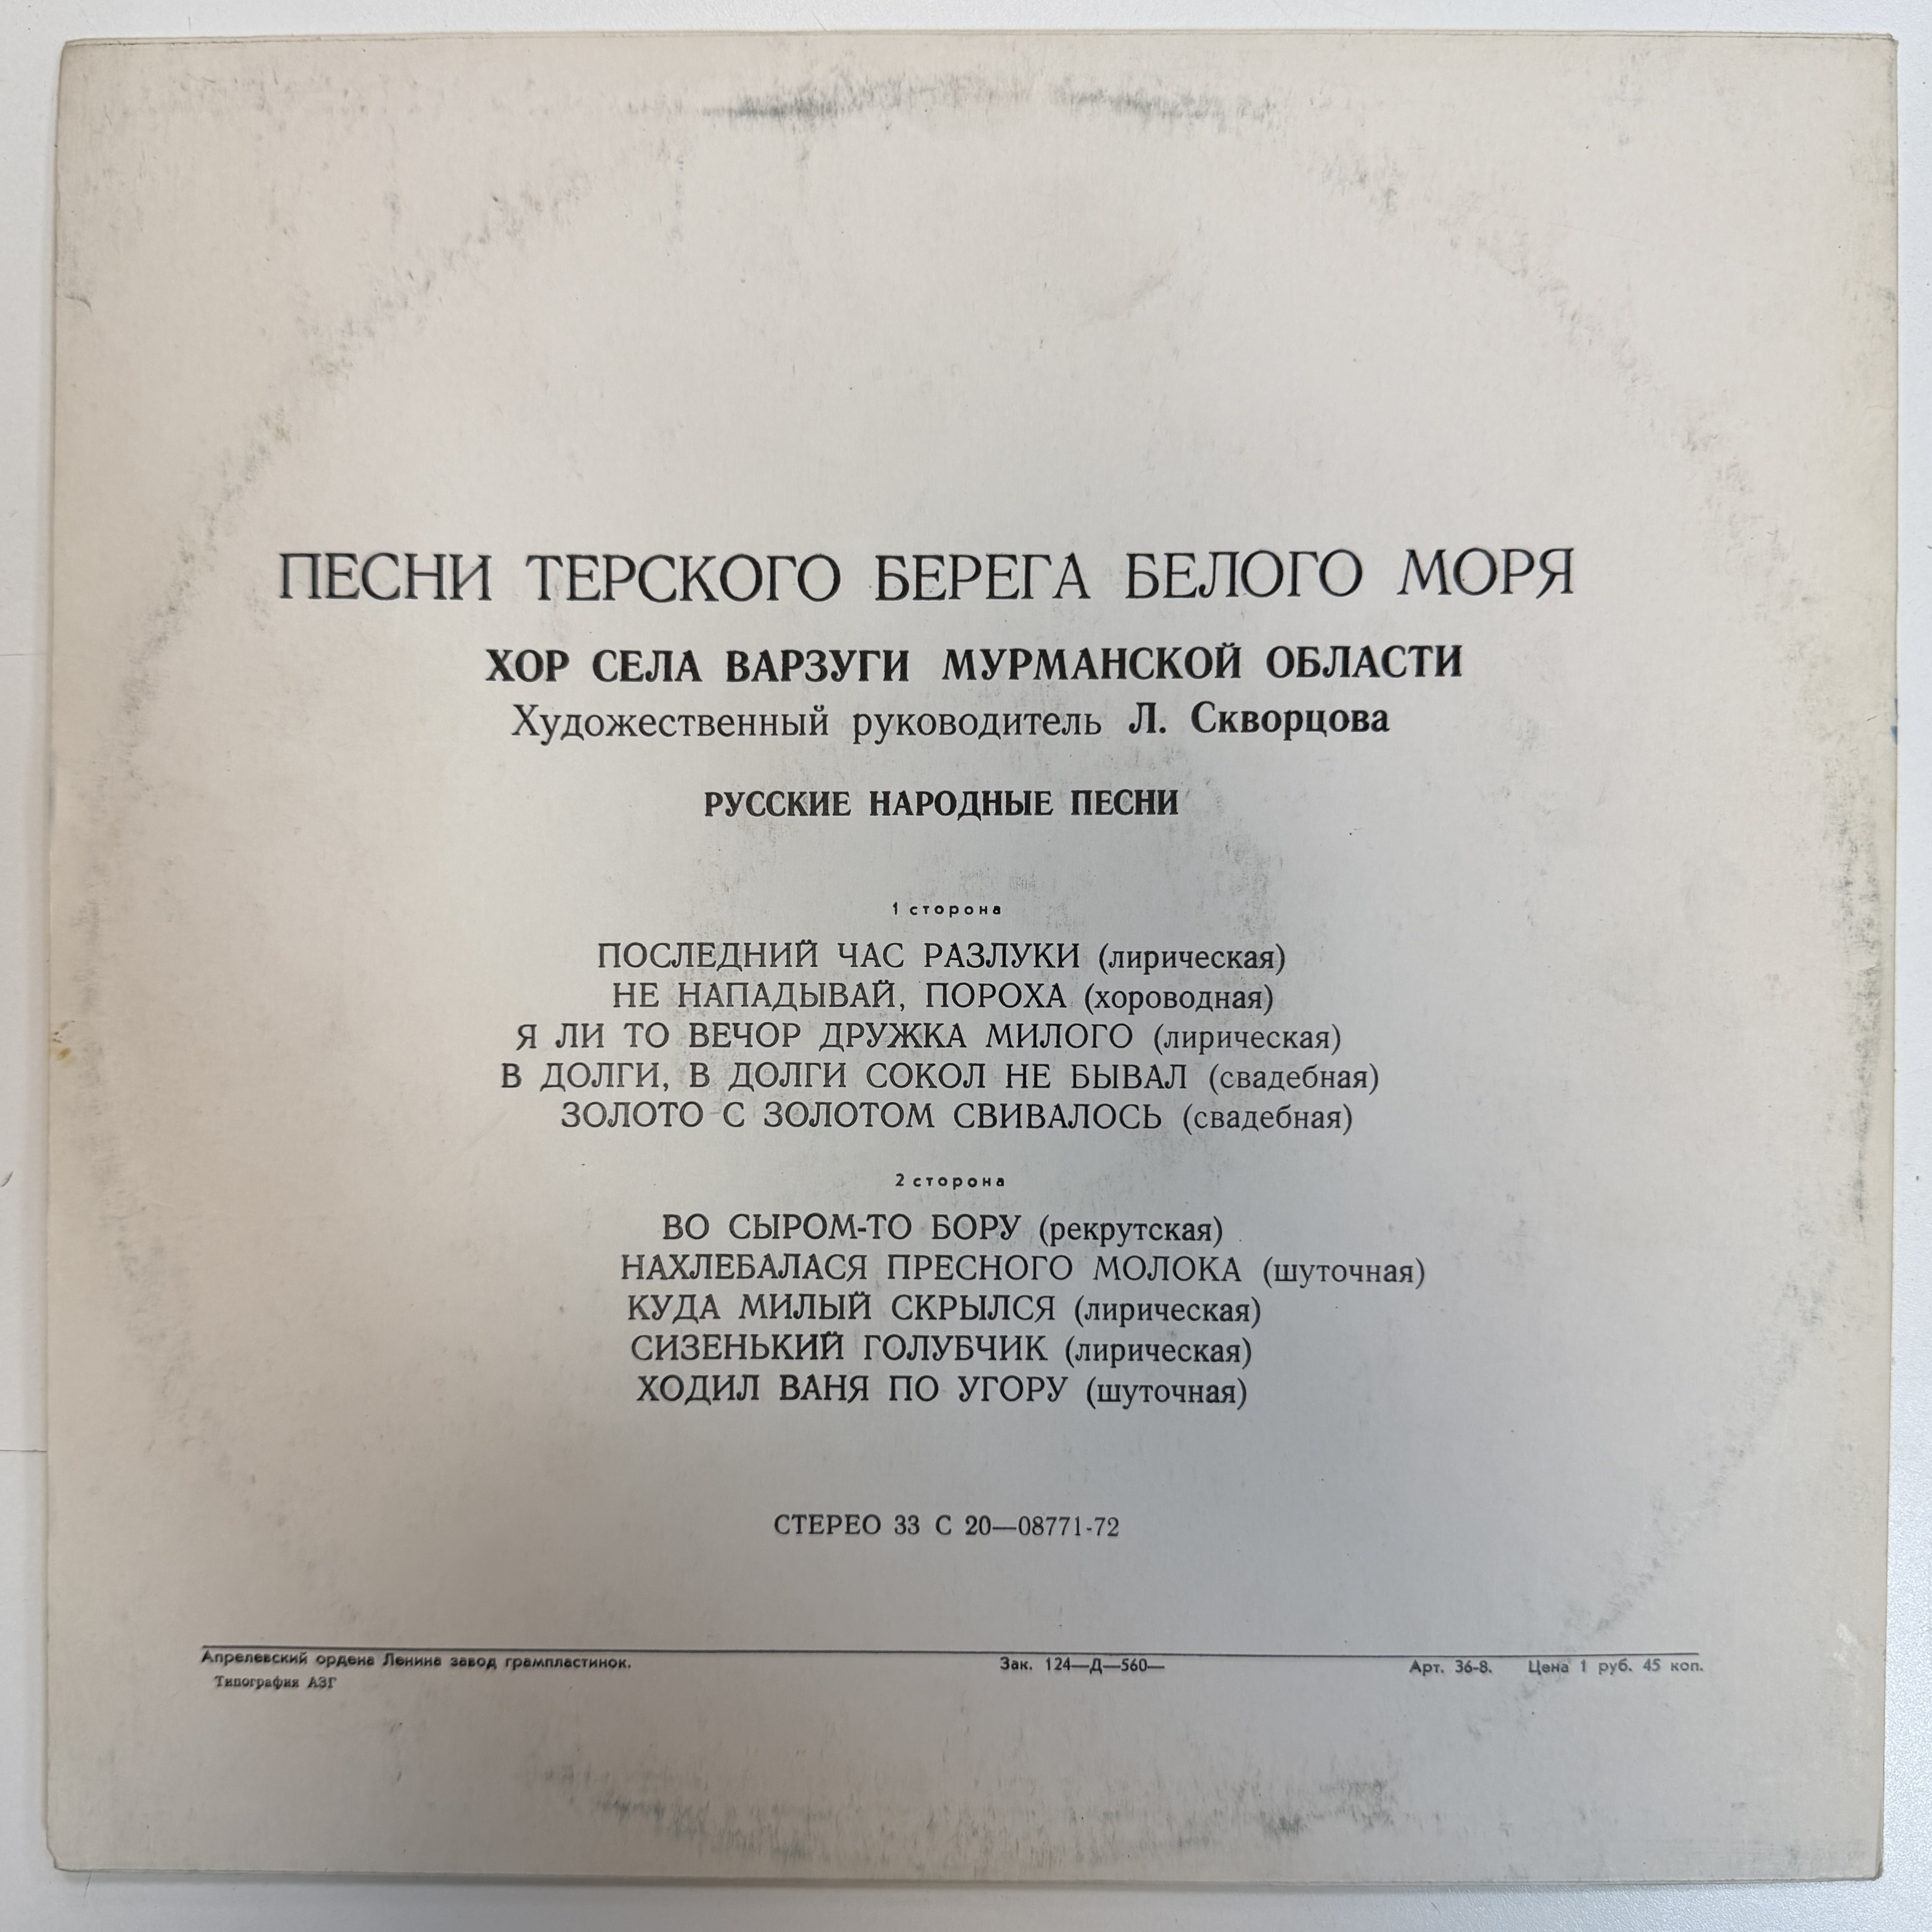 ПЕСНИ ТЕРСКОГО БЕРЕГА БЕЛОГО МОРЯ
ХОР СЕЛА ВАРЗУГИ МУРМАНСКОЙ ОБЛАСТИ
Художественный руководитель Л. Скворцова
РУССКИЕ НАРОДНЫЕ ПЕСНИ
1 сторона
ПОСЛЕДНИЙ ЧАС РАЗЛУКИ (лирическая)
НЕ НАПАДЫВАЙ, ПОРОХА (хороводная)
Я ЛИ ТО ВЕЧОР ДРУЖКА МИЛОГО (лирическая)
В ДОЛГИ, В ДОЛГИ СОКОЛ НЕ БЫВАЛ (свадебная)
ЗОЛОТО С ЗОЛОТОМ СВИВАЛОСЬ (свадебная)
2 сторона
ВО СЫРОМ-ТО БОРУ (рекрутская)
НАХЛЕБАЛАСЯ ПРЕСНОГО МОЛОКА (шуточная)
КУДА МИЛЫЙ СКРЫЛСЯ (лирическая)
СИЗЕНЬКИЙ ГОЛУБЧИК (лирическая)
ХОДИЛ ВАНЯ ПО УГОРУ (шуточная)
СТЕРЕО 33 С 20—08771-72
Апрелевский ордена Ленина завод грампластинок. Зак. 124—Д—560— Арт. 36-8. Цена 1 руб. 45 коп.
Типография АЗГ